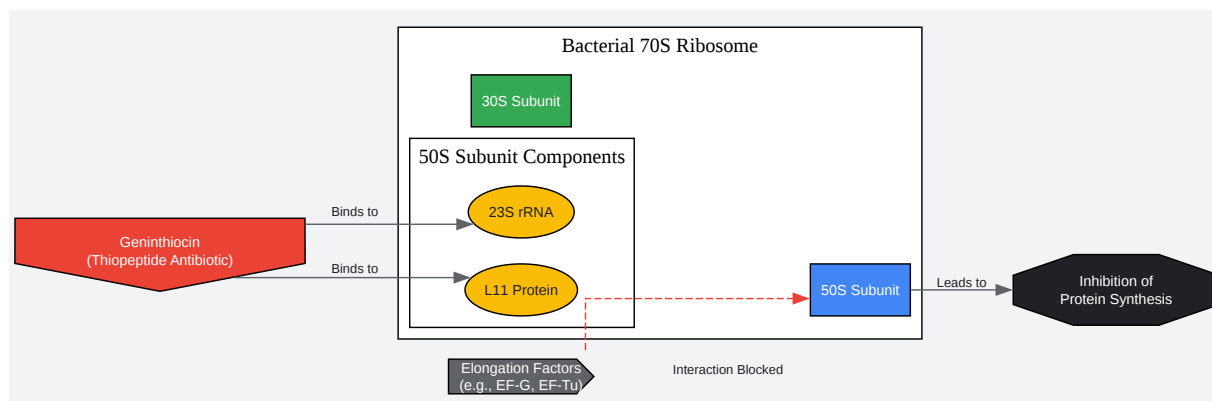 Bacterial 70S Ribosome
30S Subunit
50S Subunit Components
23S rRNA
Binds to
Geninthiocin
(Thiopeptide Antibiotic)
Binds to
L11 Protein
50S Subunit
Leads to
Inhibition of
Protein Synthesis
Elongation Factors
(e.g., EF-G, EF-Tu)
Interaction Blocked